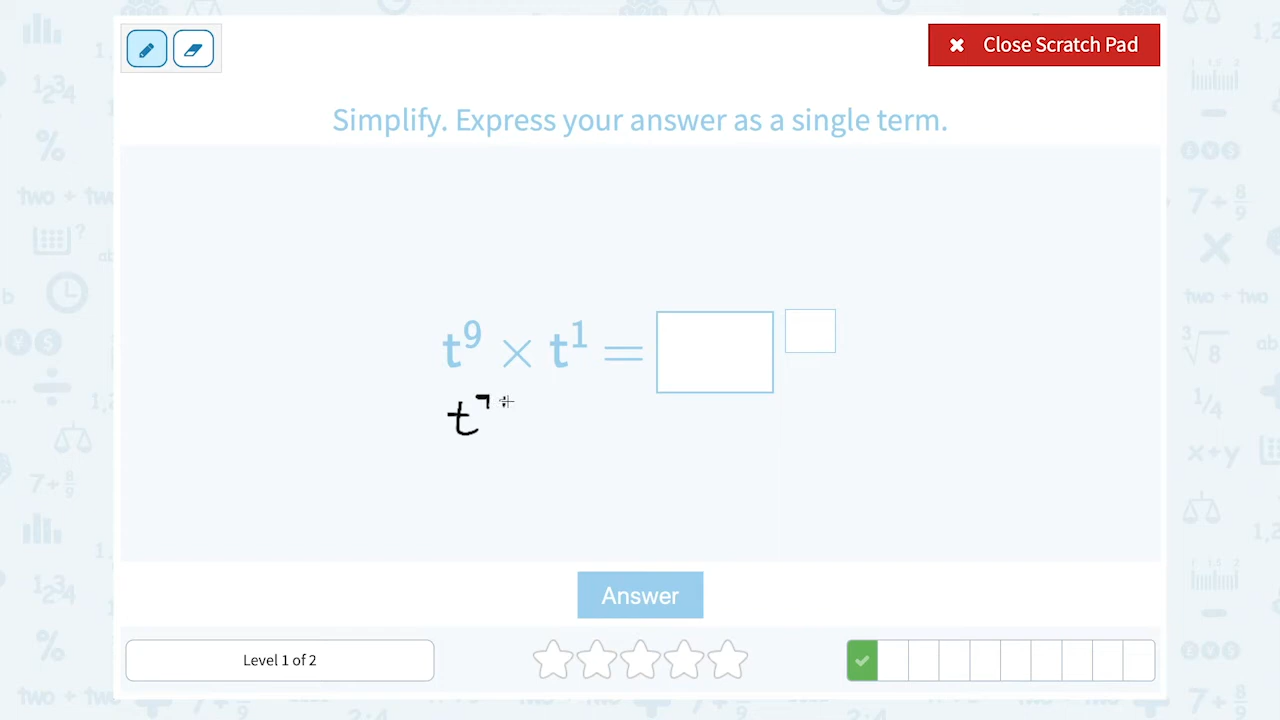 Close Scratch Pad
Simplify. Express your answer as a single term.
t⁹ × t¹ =
t⁷
Answer
Level 1 of 2